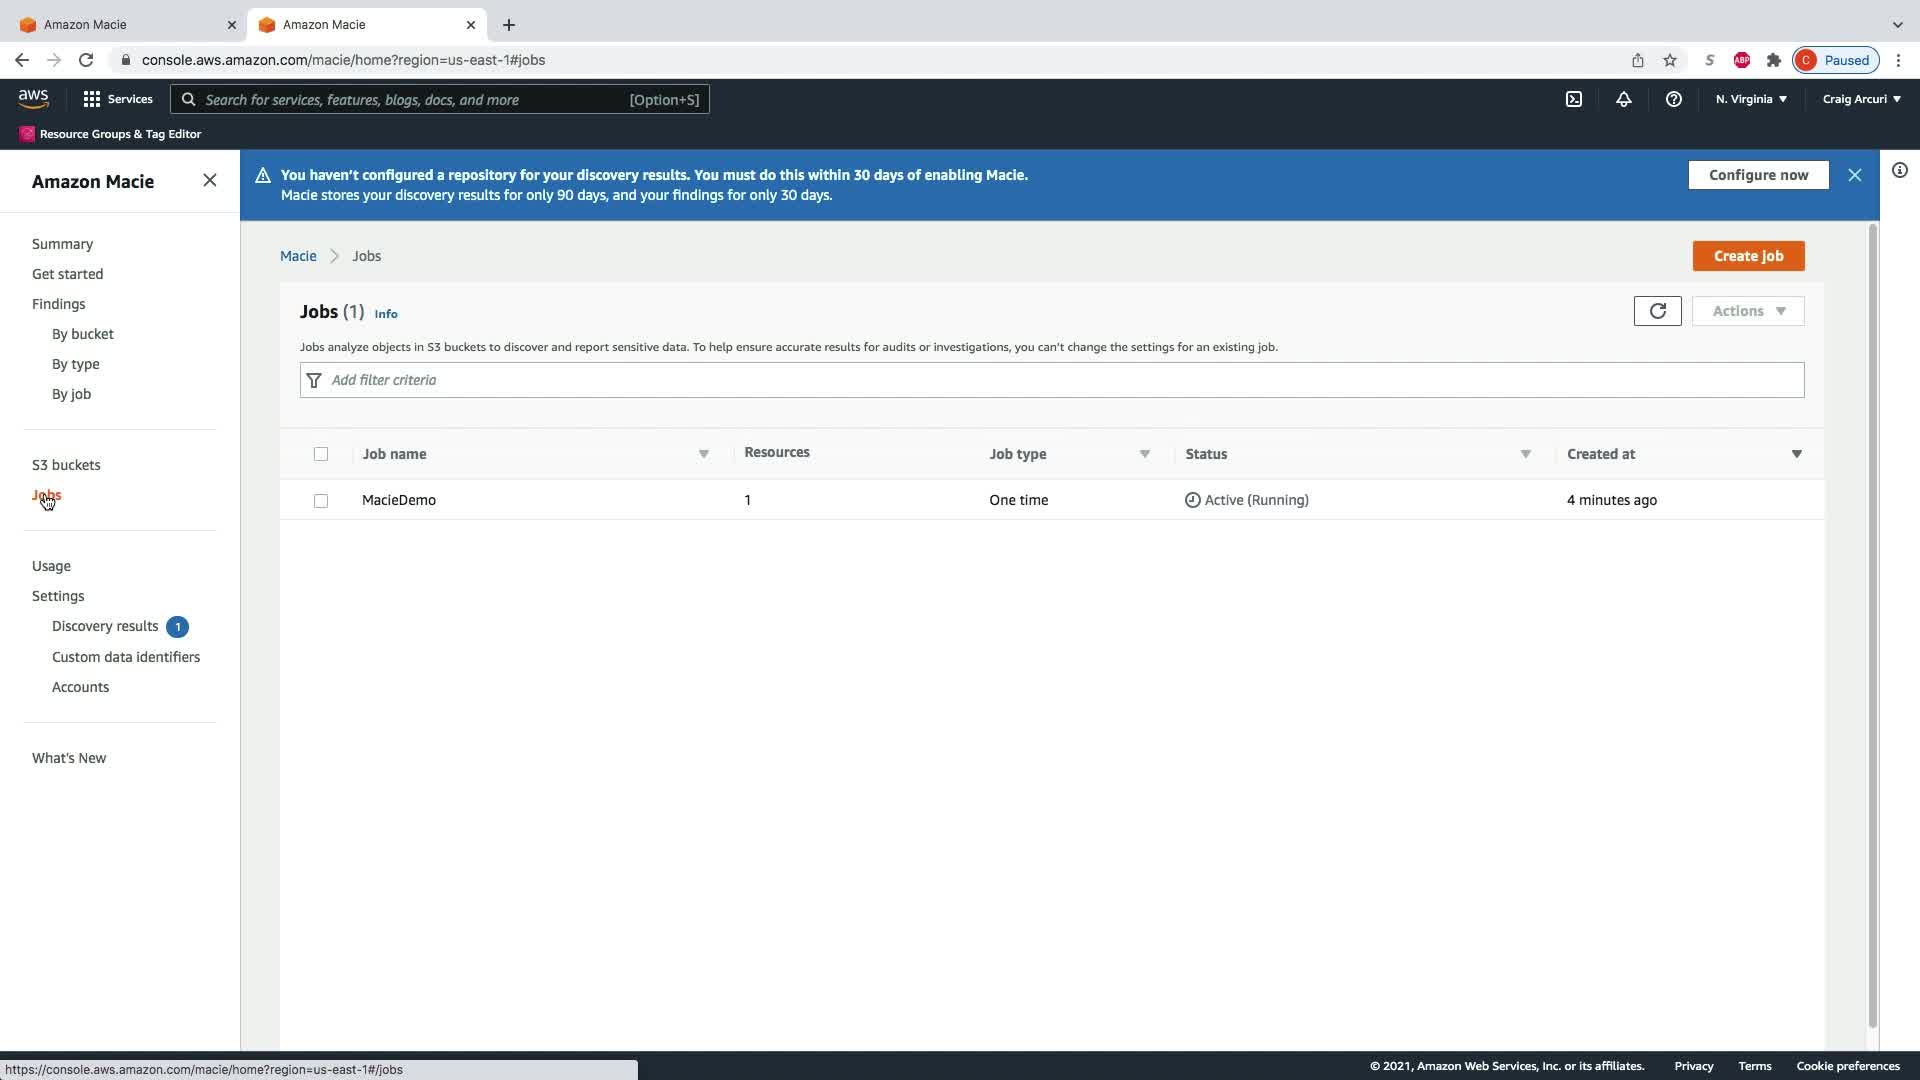 Amazon Macie
Amazon Macie
console.aws.amazon.com/macie/home?region=us-east-1#jobs
S
ABP
C
Paused
aws
Services
Search for services, features, blogs, docs, and more
[Option+S]
N. Virginia
Craig Arcuri
Resource Groups & Tag Editor
Amazon Macie
Summary
Get started
Findings
By bucket
By type
By job
S3 buckets
Jobs
Usage
Settings
Discovery results 1
Custom data identifiers
Accounts
What's New
You haven't configured a repository for your discovery results. You must do this within 30 days of enabling Macie.
Macie stores your discovery results for only 90 days, and your findings for only 30 days.
Configure now
Macie
Jobs
Create job
Jobs (1) Info
Actions
Jobs analyze objects in S3 buckets to discover and report sensitive data. To help ensure accurate results for audits or investigations, you can't change the settings for an existing job.
Add filter criteria
Job name Resources Job type Status Created at
MacieDemo 1 One time Active (Running) 4 minutes ago
https://console.aws.amazon.com/macie/home?region=us-east-1#/jobs
© 2021, Amazon Web Services, Inc. or its affiliates. Privacy Terms Cookie preferences